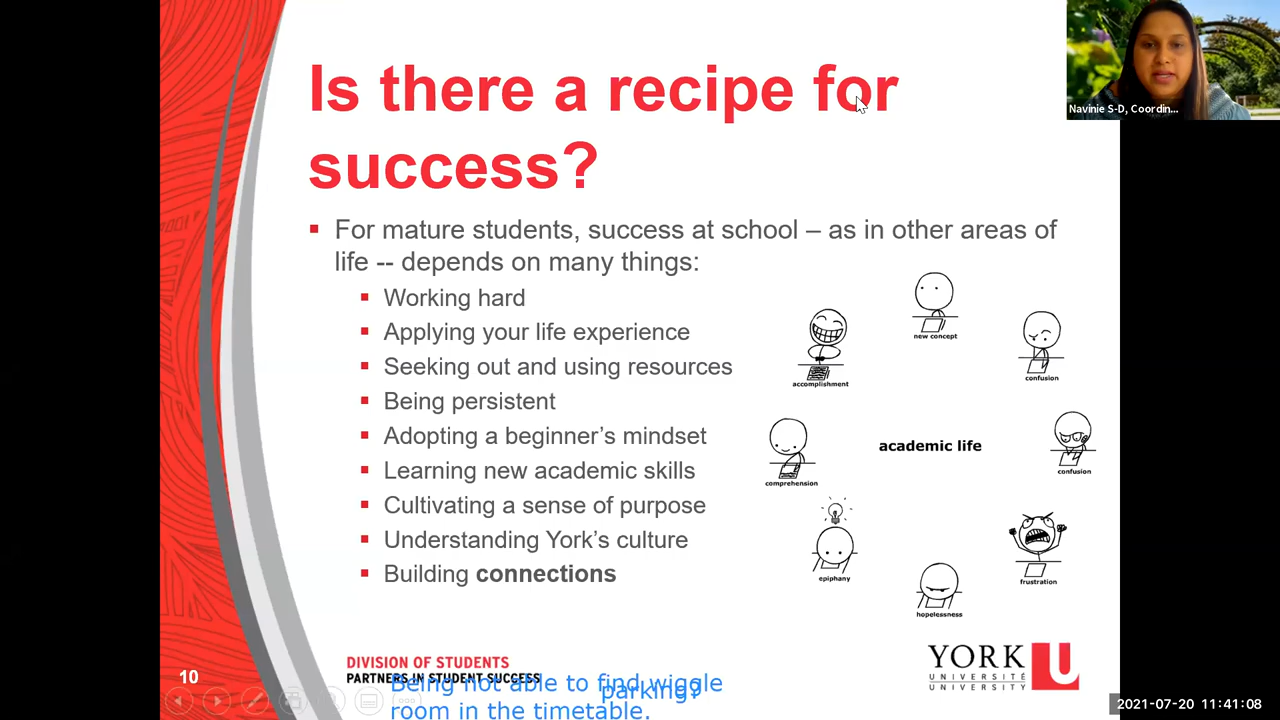 Is there a recipe for
success?
For mature students, success at school – as in other areas of
life -- depends on many things:
Working hard
Applying your life experience
Seeking out and using resources
Being persistent
Adopting a beginner’s mindset
Learning new academic skills
Cultivating a sense of purpose
Understanding York’s culture
Building connections
new concept
accomplishment
confusion
academic life
comprehension
confusion
epiphany
frustration
hopelessness
10
DIVISION OF STUDENTS
PARTNERS IN STUDENT SUCCESS
Being not able to find wiggle
room in the timetable.
parking?
YORK U
UNIVERSITÉ
UNIVERSITY
Navinie S-D, Coordin...
2021-07-20 11:41:08